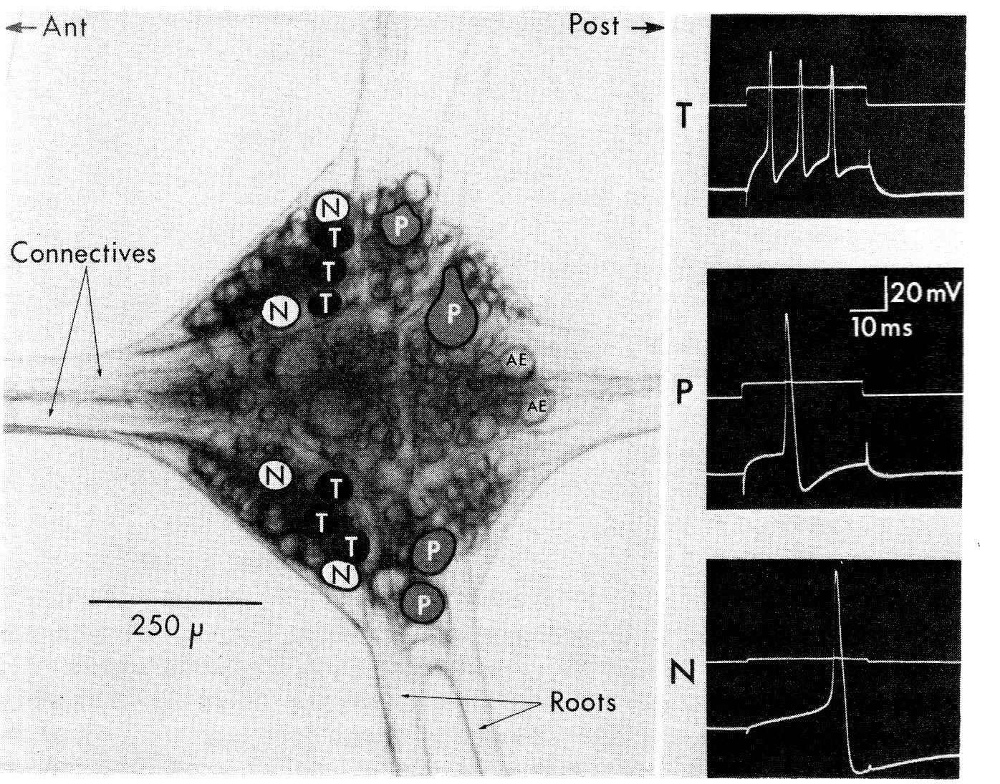 ← Ant
Post →
Connectives
N
T
T
T
N
P
P
AE
AE
N
T
T
T
N
P
P
250 µ
Roots
T
P
20 mV
10 ms
N